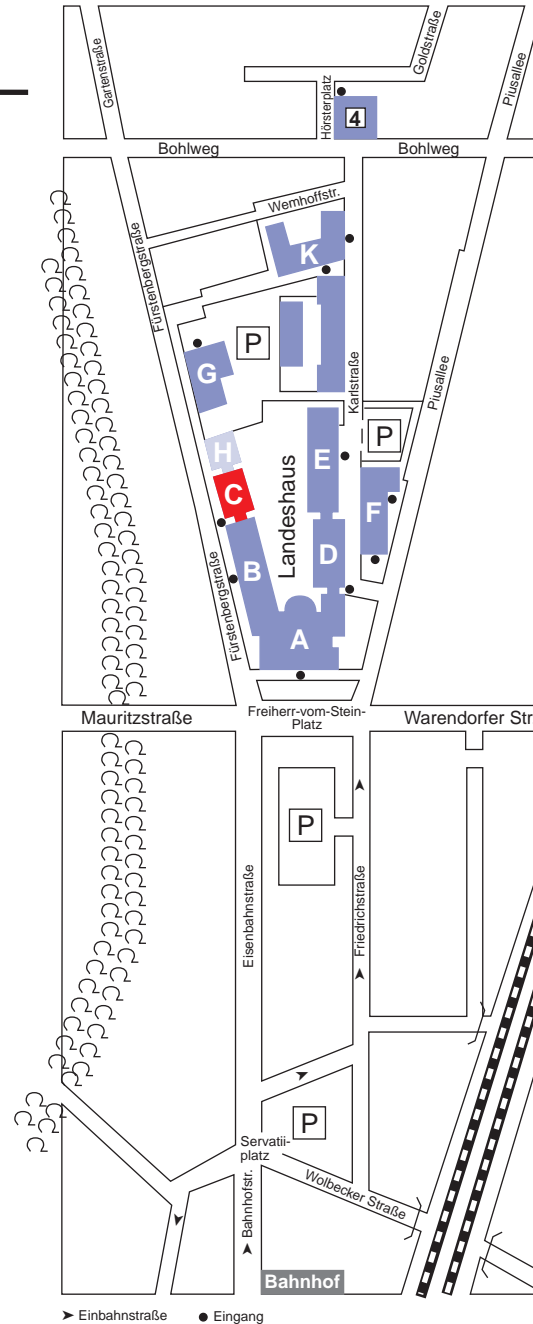 Gartenstraße
Goldstraße
Piusallee
Hörsterplatz
4
Bohlweg
Bohlweg
Wemhoffstr.
Fürstenbergstraße
K
P
G
Karlstraße
Piusallee
P
H
E
C
Landeshaus
F
B
D
Fürstenbergstraße
A
Mauritzstraße
Freiherr-vom-Stein-
Platz
Warendorfer Str
P
Eisenbahnstraße
Friedrichstraße
P
Servatii-
platz
Wolbecker Straße
Bahnhofstr.
Bahnhof
Einbahnstraße
Eingang